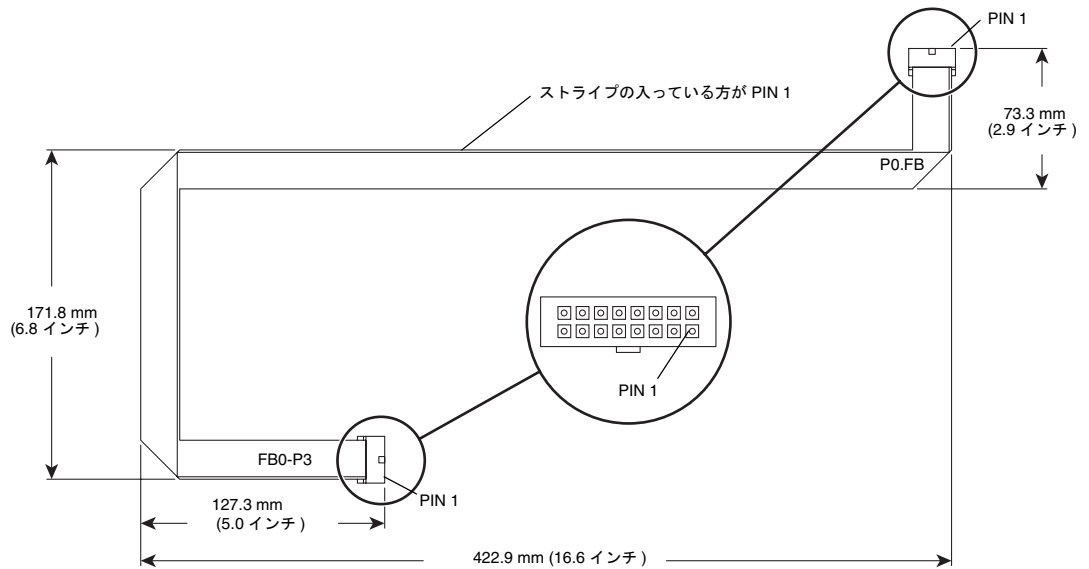 PIN 1
ストライプの入っている方が PIN 1
73.3 mm
(2.9 インチ )
P0.FB
171.8 mm
(6.8 インチ )
PIN 1
FB0-P3
PIN 1
127.3 mm
(5.0 インチ )
422.9 mm (16.6 インチ )